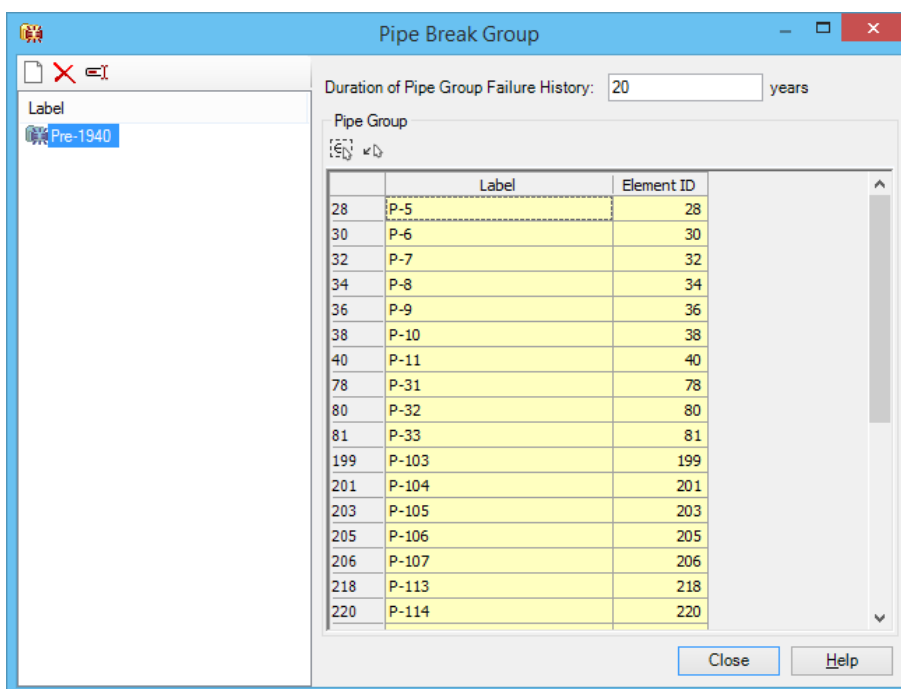 Pipe Break Group
Label
Pre-1940
Duration of Pipe Group Failure History: 20 years
Pipe Group
Label Element ID
28 P-5 28
30 P-6 30
32 P-7 32
34 P-8 34
36 P-9 36
38 P-10 38
40 P-11 40
78 P-31 78
80 P-32 80
81 P-33 81
199 P-103 199
201 P-104 201
203 P-105 203
205 P-106 205
206 P-107 206
218 P-113 218
220 P-114 220
Close Help